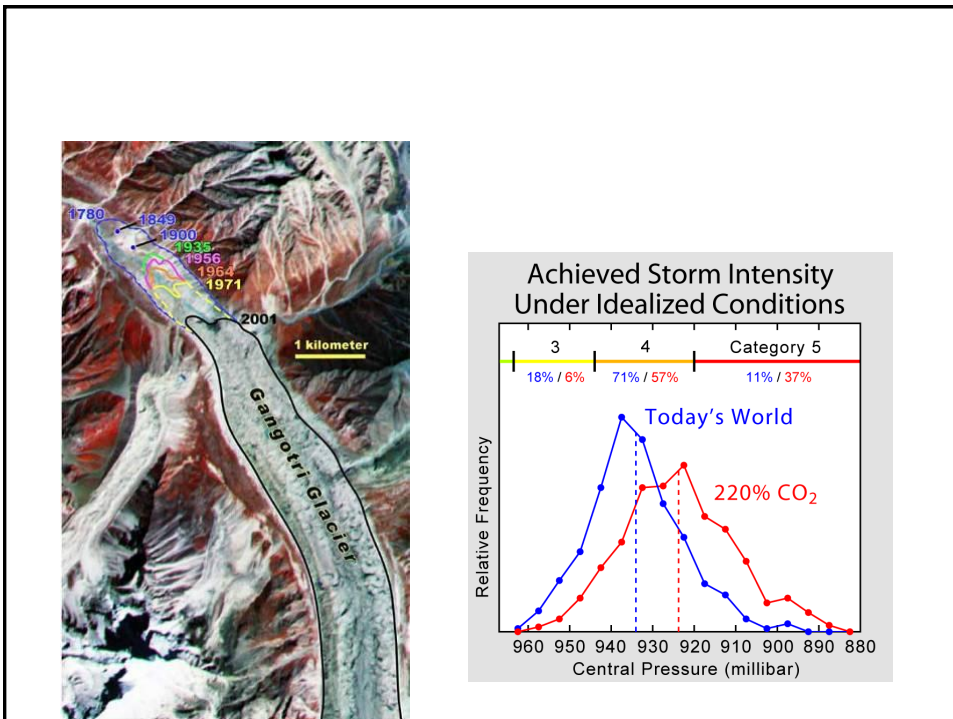 1780
1849
1900
1935
1956
1964
1971
2001
1 kilometer
Gangotri Glacier
Achieved Storm Intensity
Under Idealized Conditions
3 4 Category 5
18% / 6% 71% / 57% 11% / 37%
Today's World
220% CO₂
Relative Frequency
960 950 940 930 920 910 900 890 880
Central Pressure (millibar)